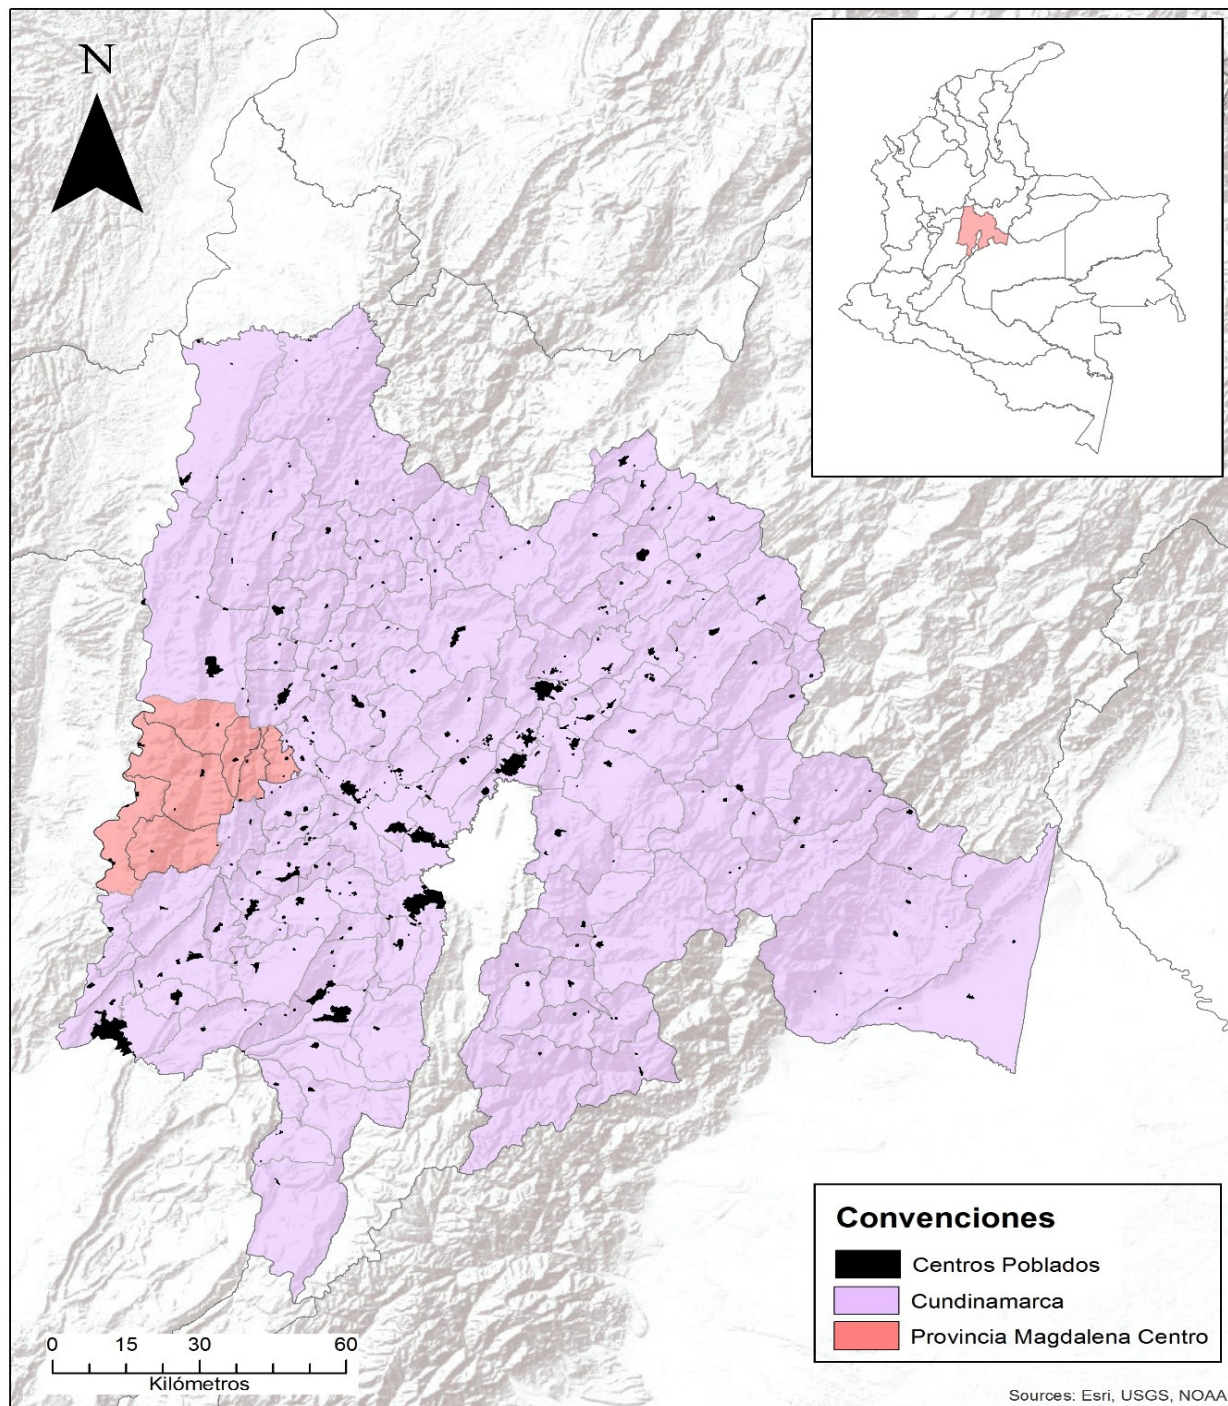 N
Convenciones
Centros Poblados
Cundinamarca
Provincia Magdalena Centro
0 15 30 60
Kilómetros
Sources: Esri, USGS, NOAA